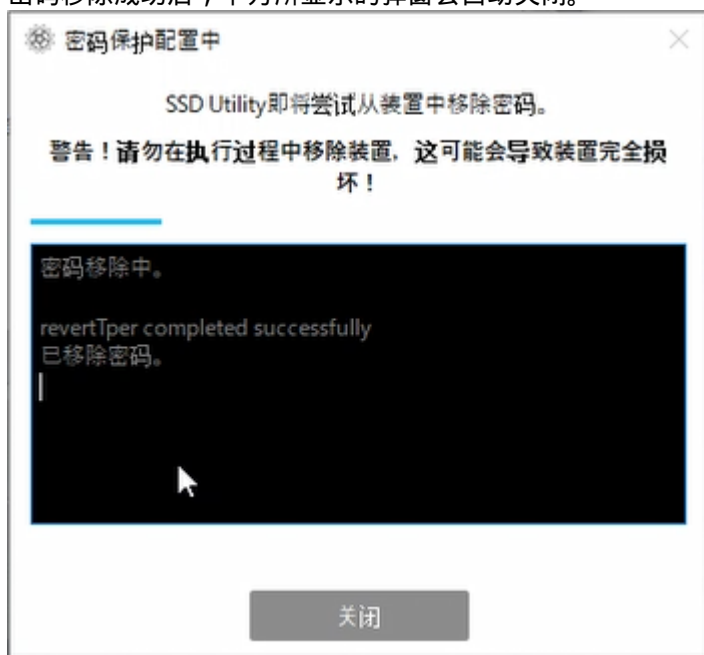 密码保护配置中
SSD Utility即将尝试从装置中移除密码。
警告！请勿在执行过程中移除装置，这可能会导致装置完全损
坏！
密码移除中。
revertTper completed successfully
已移除密码。
关闭